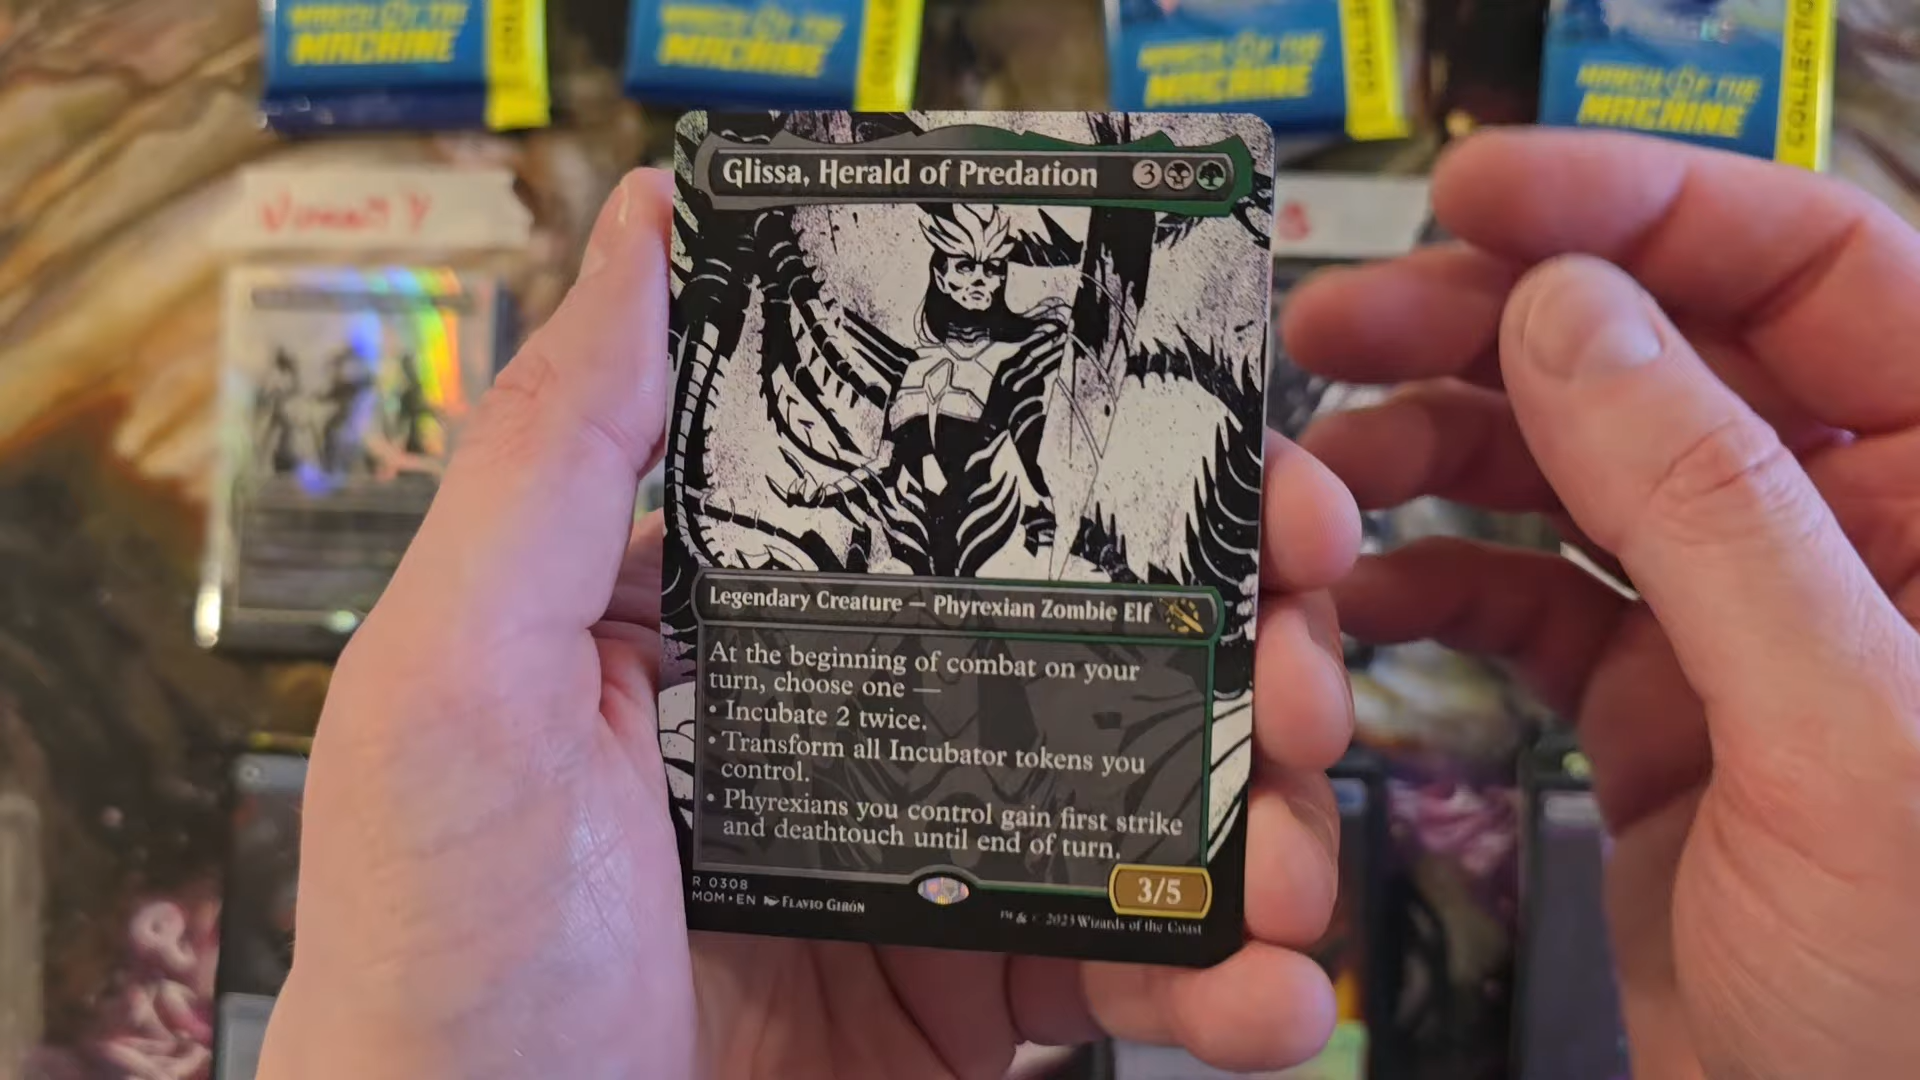 MARCH OF THE
MACHINE
MARCH OF THE
MACHINE
MARCH OF THE
MACHINE
MARCH OF THE
MACHINE
COLLECTO
Glissa, Herald of Predation 3
Legendary Creature — Phyrexian Zombie Elf
At the beginning of combat on your
turn, choose one —
• Incubate 2 twice.
• Transform all Incubator tokens you
control.
• Phyrexians you control gain first strike
and deathtouch until end of turn.
3/5
R 0308
MOM • EN FLAVIO GIRÓN
™ & © 2023 Wizards of the Coast